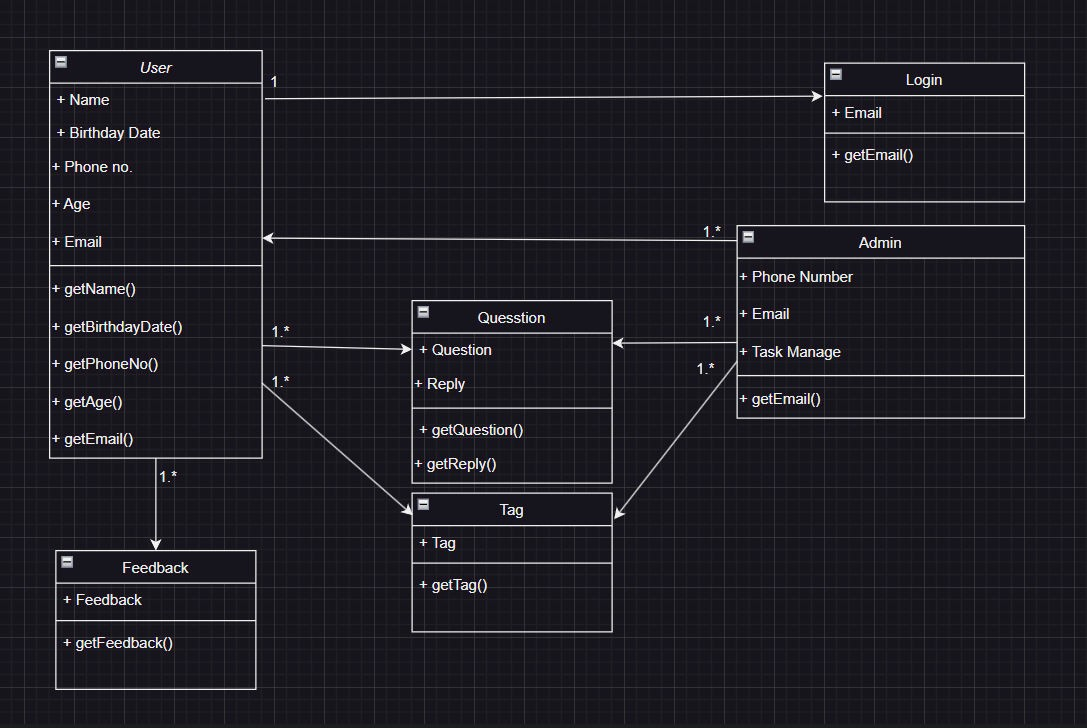 User
+ Name
+ Birthday Date
+ Phone no.
+ Age
+ Email
+ getName()
+ getBirthdayDate()
+ getPhoneNo()
+ getAge()
+ getEmail()
1
1.*
1.*
1.*
Login
+ Email
+ getEmail()
1.*
1.*
1.*
Admin
+ Phone Number
+ Email
+ Task Manage
+ getEmail()
Quesstion
+ Question
+ Reply
+ getQuestion()
+ getReply()
Tag
+ Tag
+ getTag()
Feedback
+ Feedback
+ getFeedback()